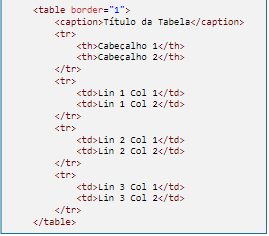 <table border="1">
<caption>Título da Tabela</caption>
<tr>
<th>Cabeçalho 1</th>
<th>Cabeçalho 2</th>
</tr>
<tr>
<td>Lin 1 Col 1</td>
<td>Lin 1 Col 2</td>
</tr>
<tr>
<td>Lin 2 Col 1</td>
<td>Lin 2 Col 2</td>
</tr>
<tr>
<td>Lin 3 Col 1</td>
<td>Lin 3 Col 2</td>
</tr>
</table>